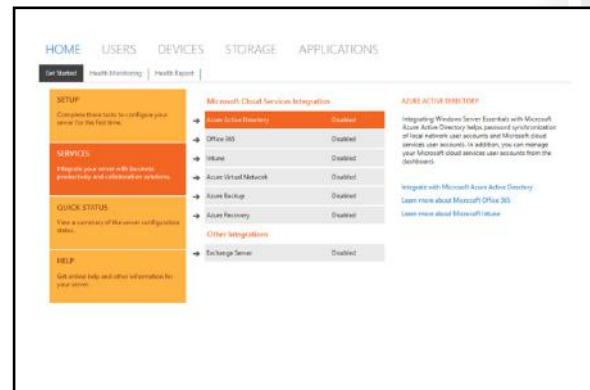 HOME USERS DEVICES STORAGE APPLICATIONS
Get Started Health Monitoring Health Report
SETUP
Complete these tasks to configure your
server for the first time.
SERVICES
Integrate your server with business
productivity and collaboration solutions.
QUICK STATUS
View a summary of the server configuration
status.
HELP
Get online help and other information for
your server.
Microsoft Cloud Services Integration
Azure Active Directory Disabled
Office 365 Disabled
Intune Disabled
Azure Virtual Network Disabled
Azure Backup Disabled
Azure Recovery Disabled
Other Integrations
Exchange Server Disabled
AZURE ACTIVE DIRECTORY
Integrating Windows Server Essentials with Microsoft
Azure Active Directory helps password synchronization
of local network user accounts and Microsoft cloud
services user accounts. In addition, you can manage
your Microsoft cloud services user accounts from the
dashboard.
Integrate with Microsoft Azure Active Directory
Learn more about Microsoft Office 365
Learn more about Microsoft Intune